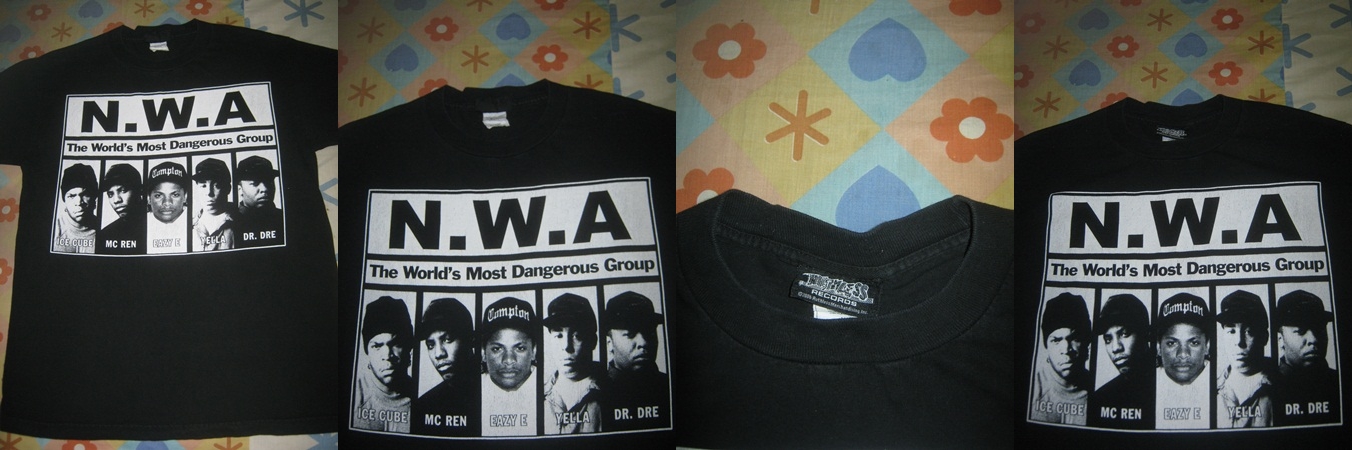 N.W.A
The World's Most Dangerous Group
Compton
ICE CUBE
MC REN
EAZY E
YELLA
DR. DRE
N.W.A
The World's Most Dangerous Group
Compton
ICE CUBE
MC REN
EAZY E
YELLA
DR. DRE
RUTHLESS
RECORDS
N.W.A
The World's Most Dangerous Group
Compton
ICE CUBE
MC REN
EAZY E
YELLA
DR. DRE